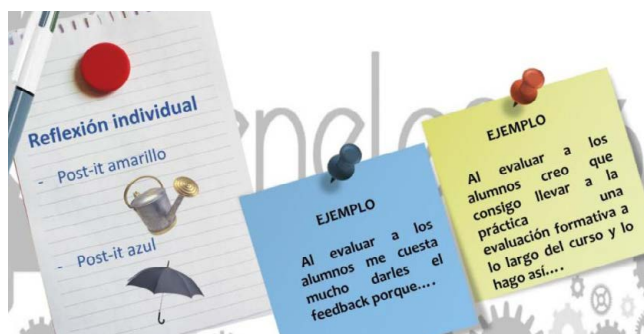 Reflexión individual
- Post-it amarillo
- Post-it azul
EJEMPLO
Al evaluar a los
alumnos me cuesta
mucho darles el
feedback porque....
EJEMPLO
Al evaluar a los
alumnos creo que
consigo llevar a la
práctica una
evaluación formativa a
lo largo del curso y lo
hago así....